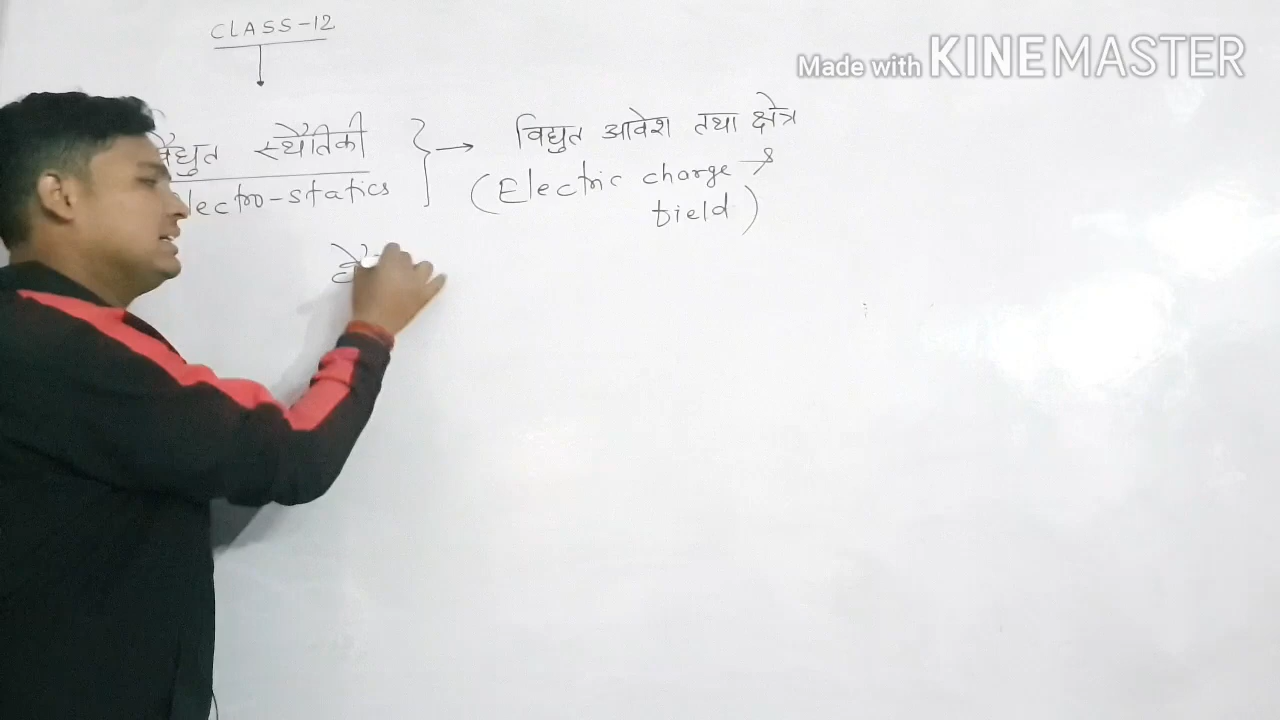 CLASS-12
Made with KINEMASTER
स्थैतिकी
विद्युत आवेश तथा क्षेत्र
electro-statics
(Electric charge &
field)